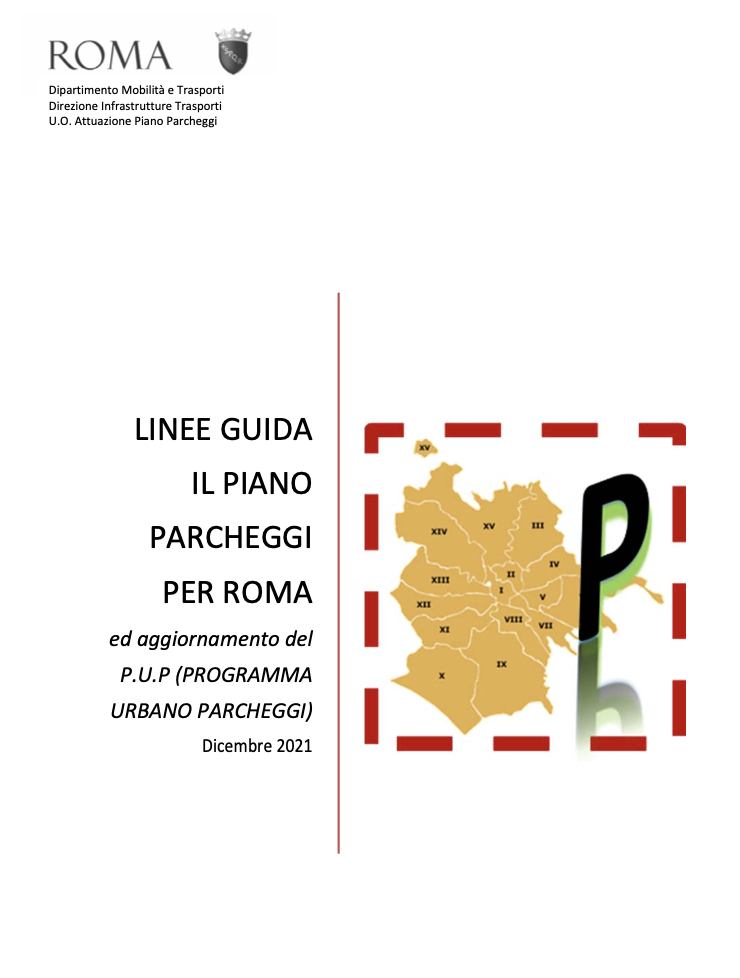 ROMA
Dipartimento Mobilità e Trasporti
Direzione Infrastrutture Trasporti
U.O. Attuazione Piano Parcheggi
LINEE GUIDA
IL PIANO
PARCHEGGI
PER ROMA
ed aggiornamento del
P.U.P (PROGRAMMA
URBANO PARCHEGGI)
Dicembre 2021
XV
XIV
XV
III
IV
II
XIII
I
V
XII
VIII
VII
XI
IX
X
P